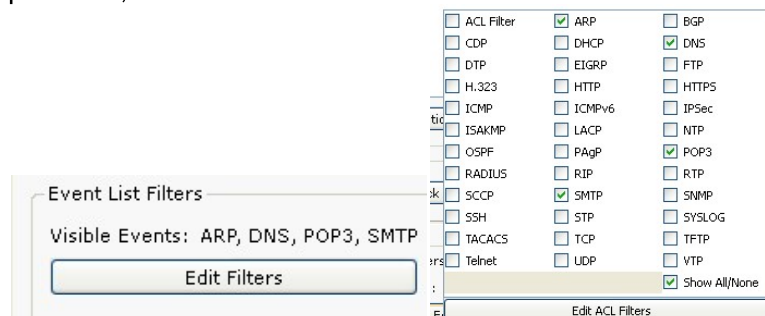 ACL Filter ARP BGP
CDP DHCP DNS
DTP EIGRP FTP
H.323 HTTP HTTPS
ICMP ICMPv6 IPSec
ISAKMP LACP NTP
OSPF PAgP POP3
RADIUS RIP RTP
SCCP SMTP SNMP
SSH STP SYSLOG
TACACS TCP TFTP
Telnet UDP VTP
Show All/None
Edit ACL Filters
Event List Filters
Visible Events: ARP, DNS, POP3, SMTP
Edit Filters